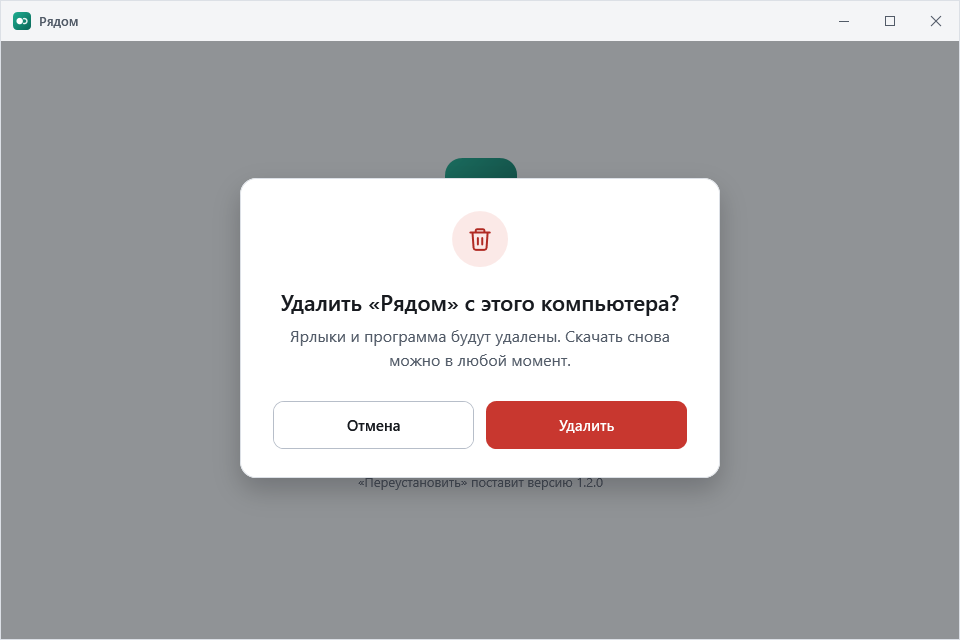 Рядом
Удалить «Рядом» с этого компьютера?
Ярлыки и программа будут удалены. Скачать снова
можно в любой момент.
Отмена
Удалить
«Переустановить» поставит версию 1.2.0